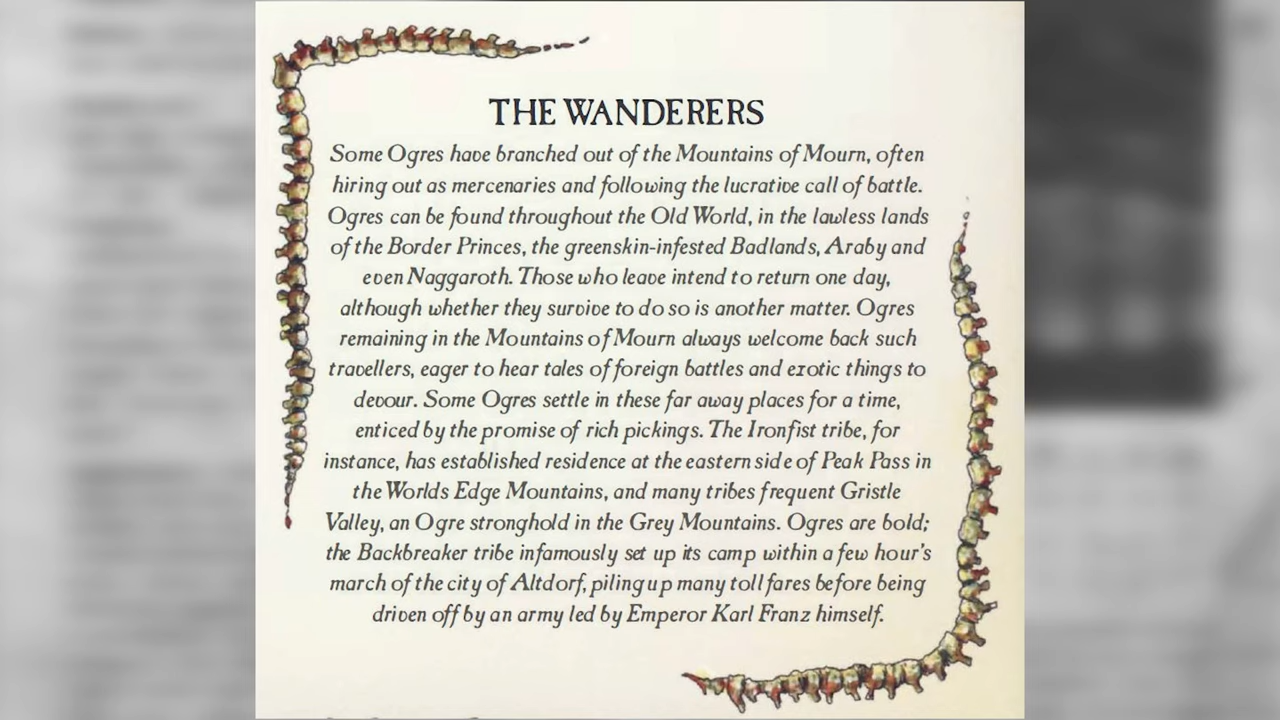 THE WANDERERS
Some Ogres have branched out of the Mountains of Mourn, often
hiring out as mercenaries and following the lucrative call of battle.
Ogres can be found throughout the Old World, in the lawless lands
of the Border Princes, the greenskin-infested Badlands, Araby and
even Naggaroth. Those who leave intend to return one day,
although whether they survive to do so is another matter. Ogres
remaining in the Mountains of Mourn always welcome back such
travellers, eager to hear tales of foreign battles and exotic things to
devour. Some Ogres settle in these far away places for a time,
enticed by the promise of rich pickings. The Ironfist tribe, for
instance, has established residence at the eastern side of Peak Pass in
the Worlds Edge Mountains, and many tribes frequent Gristle
Valley, an Ogre stronghold in the Grey Mountains. Ogres are bold;
the Backbreaker tribe infamously set up its camp within a few hour's
march of the city of Altdorf, piling up many toll fares before being
driven off by an army led by Emperor Karl Franz himself.